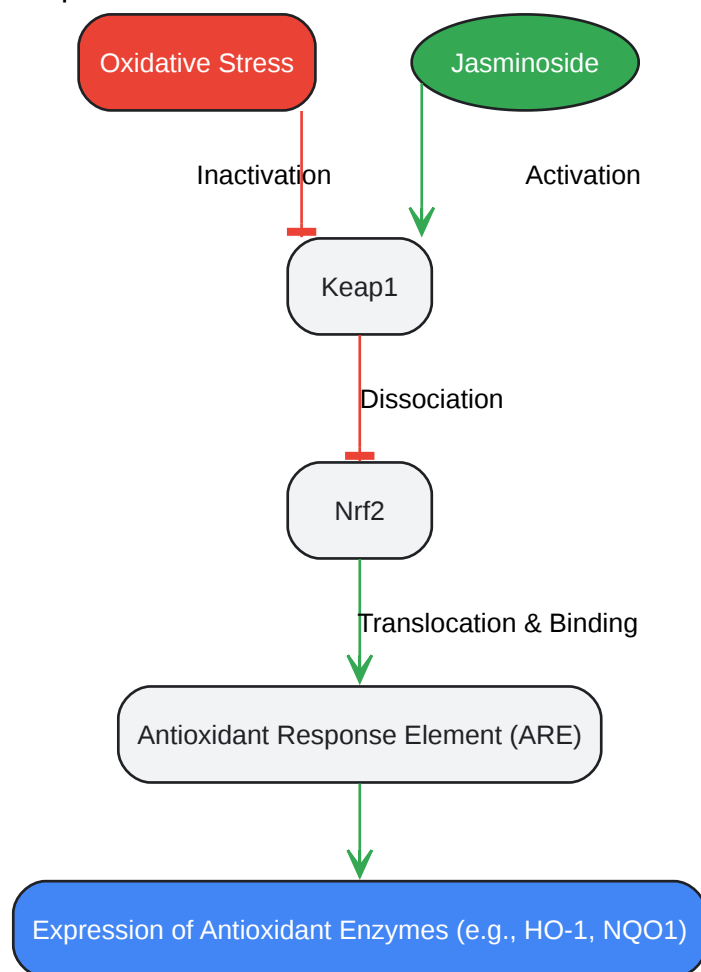 Oxidative Stress
Jasminoside
Inactivation
Activation
Keap1
Dissociation
Nrf2
Translocation & Binding
Antioxidant Response Element (ARE)
Expression of Antioxidant Enzymes (e.g., HO-1, NQO1)